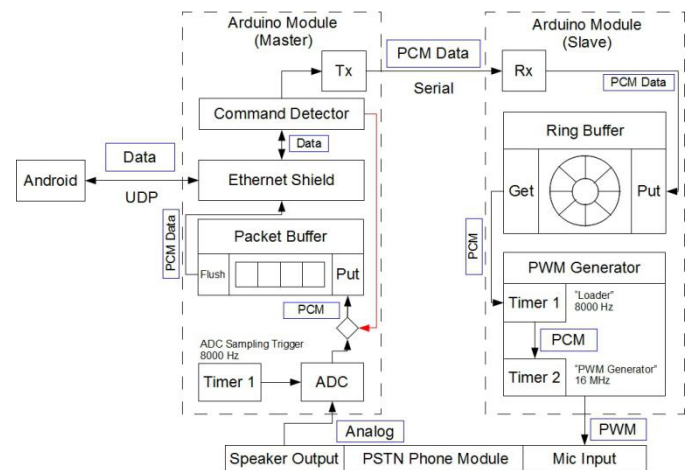 Arduino Module
(Master)
Arduino Module
(Slave)
PCM Data
Tx
Rx
Serial
PCM Data
Command Detector
Data
Data
Android
UDP
Ethernet Shield
Ring Buffer
Get
Put
PCM Data
Packet Buffer
Flush
Put
PCM
PCM
ADC Sampling Trigger
8000 Hz
Timer 1
ADC
PWM Generator
Timer 1
"Loader"
8000 Hz
PCM
Timer 2
"PWM Generator"
16 MHz
Analog
PWM
Speaker Output
PSTN Phone Module
Mic Input